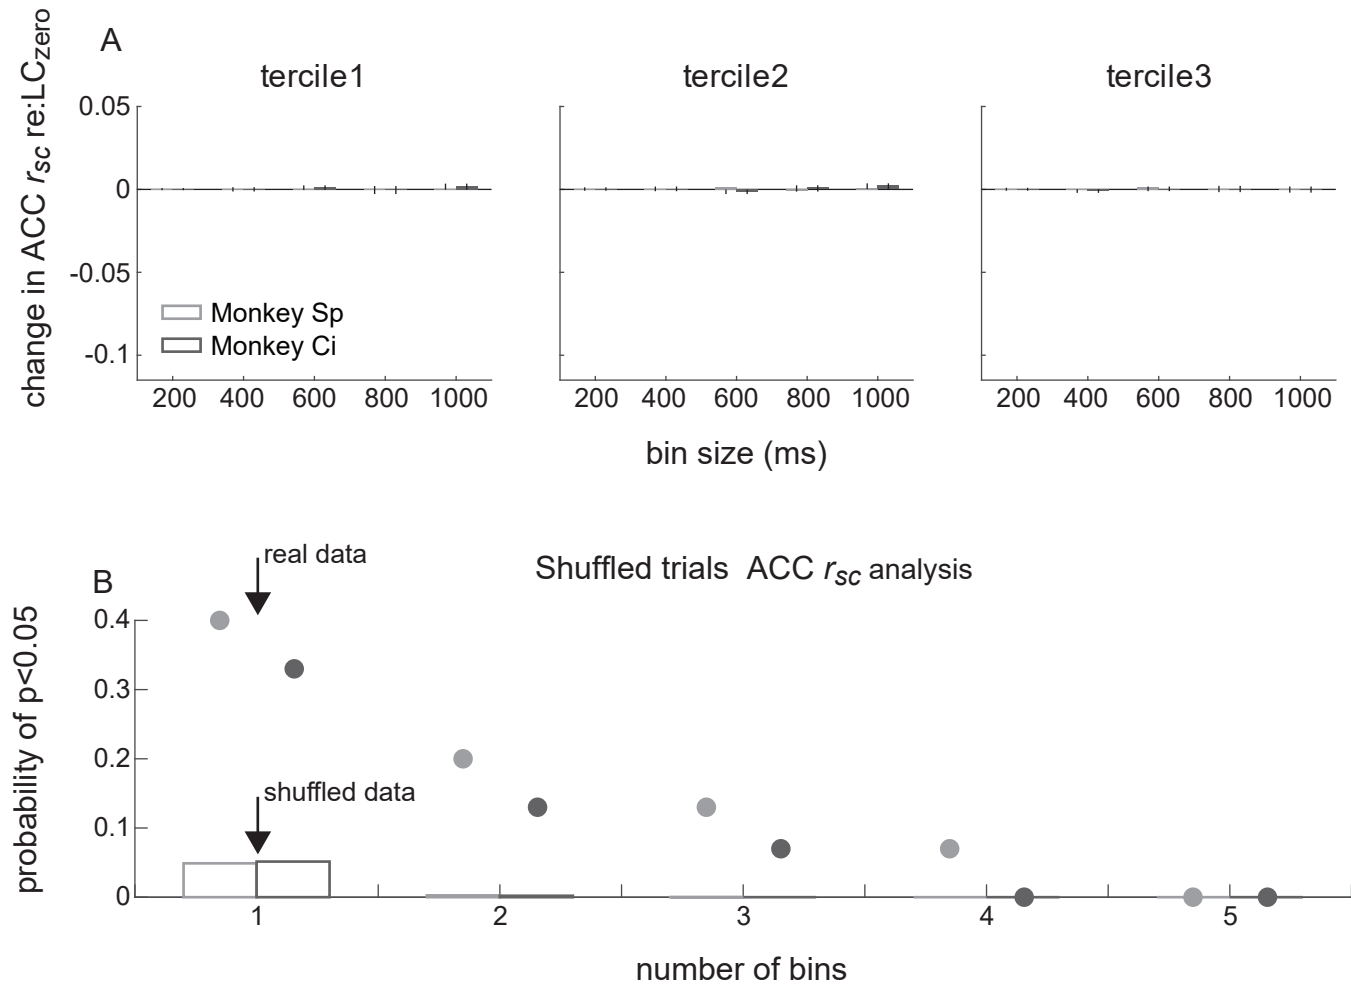 A
tercile1
tercile2
tercile3
change in ACC rsc re:LCzero
0.05
0
-0.05
-0.1
Monkey Sp
Monkey Ci
200 400 600 800 1000
200 400 600 800 1000
200 400 600 800 1000
bin size (ms)
B
real data
Shuffled trials ACC rsc analysis
probability of p<0.05
0.4
0.3
0.2
0.1
0
shuffled data
1 2 3 4 5
number of bins